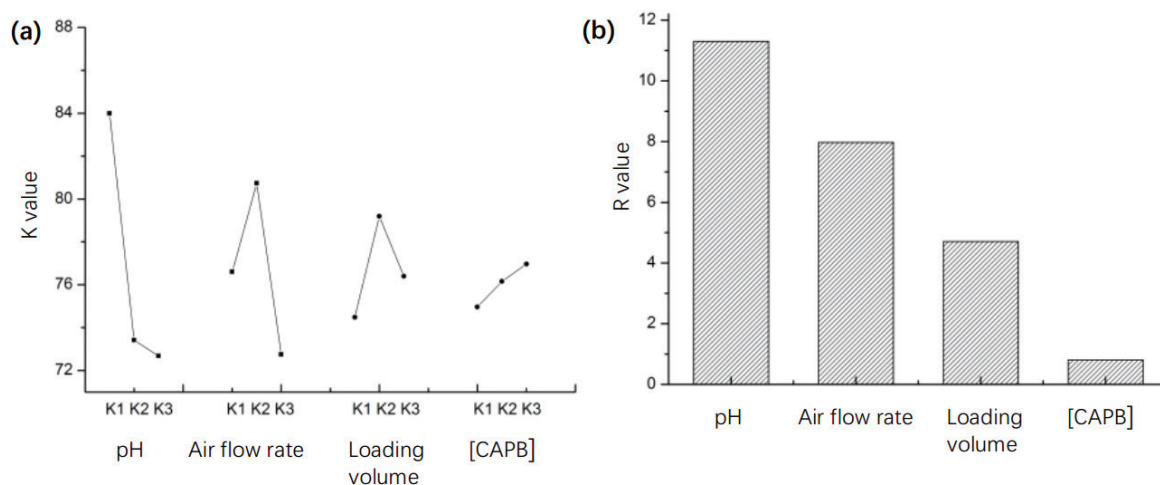 (a)
K value
88
84
80
76
72
K1 K2 K3 K1 K2 K3 K1 K2 K3 K1 K2 K3
pH Air flow rate Loading volume [CAPB]
(b)
R value
12
10
8
6
4
2
0
pH Air flow rate Loading volume [CAPB]